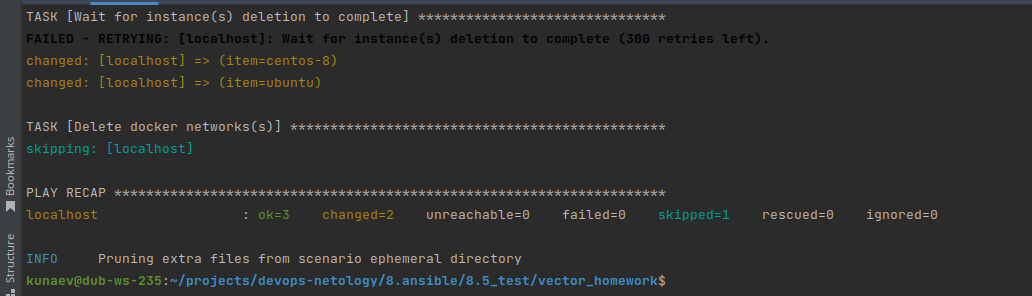 TASK [Wait for instance(s) deletion to complete] *******************************
FAILED - RETRYING: [localhost]: Wait for instance(s) deletion to complete (300 retries left).
changed: [localhost] => (item=centos-8)
changed: [localhost] => (item=ubuntu)
TASK [Delete docker networks(s)] ***********************************************
skipping: [localhost]
PLAY RECAP *********************************************************************
localhost                  : ok=3    changed=2    unreachable=0    failed=0    skipped=1    rescued=0    ignored=0
INFO     Pruning extra files from scenario ephemeral directory
kunaev@dub-ws-235:~/projects/devops-netology/8.ansible/8.5_test/vector_homework$
Bookmarks
Structure